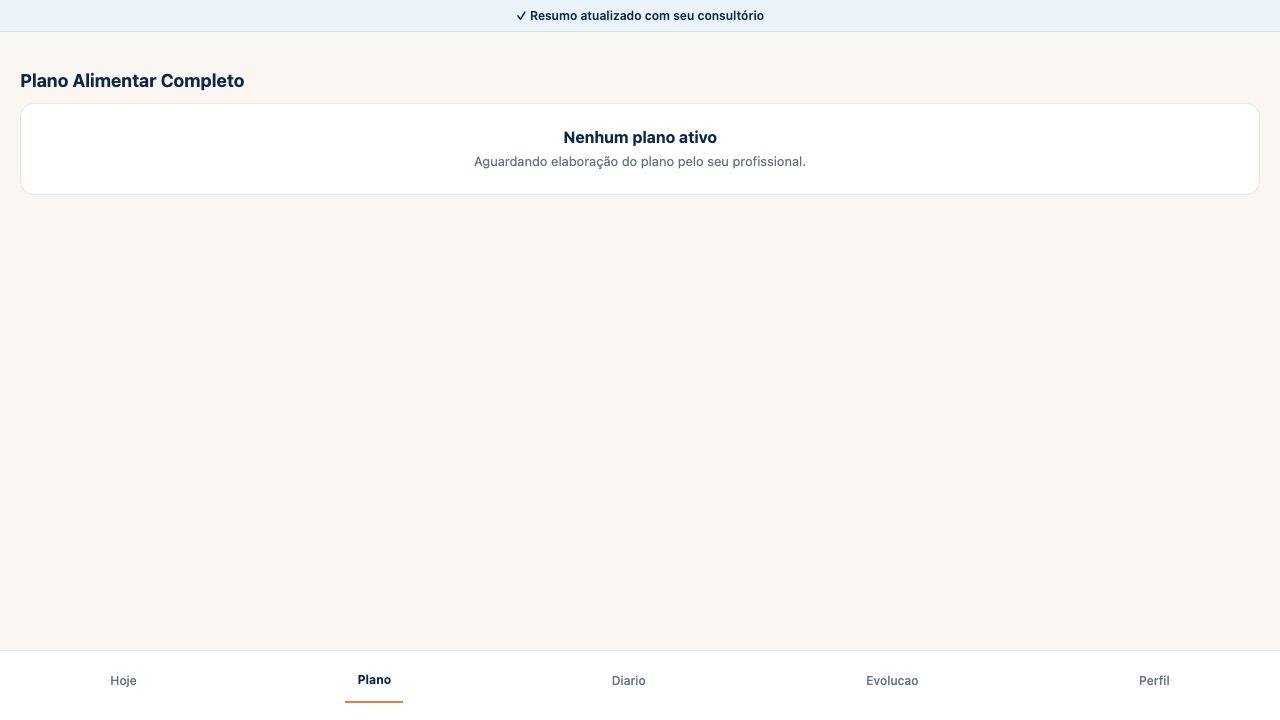 ✓ Resumo atualizado com seu consultório
Plano Alimentar Completo
Nenhum plano ativo
Aguardando elaboração do plano pelo seu profissional.
Hoje
Plano
Diario
Evolucao
Perfil